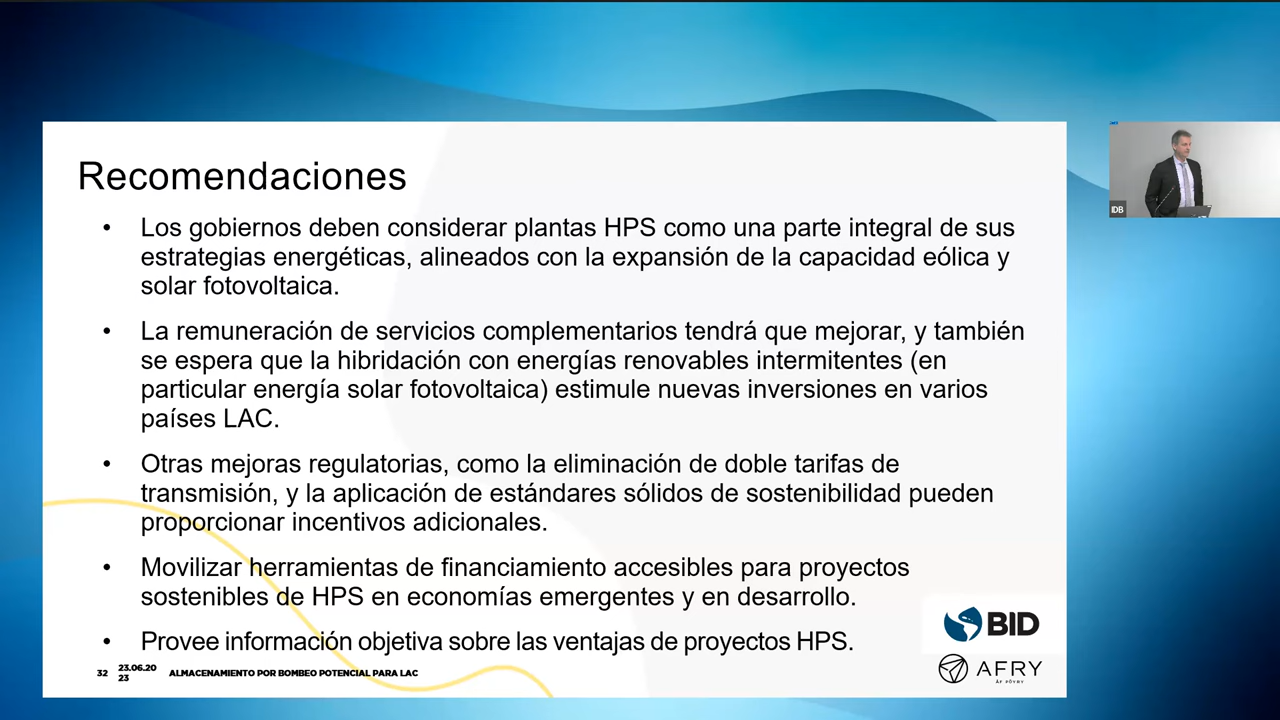 Recomendaciones
• Los gobiernos deben considerar plantas HPS como una parte integral de sus
estrategias energéticas, alineados con la expansión de la capacidad eólica y
solar fotovoltaica.
• La remuneración de servicios complementarios tendrá que mejorar, y también
se espera que la hibridación con energías renovables intermitentes (en
particular energía solar fotovoltaica) estimule nuevas inversiones en varios
países LAC.
• Otras mejoras regulatorias, como la eliminación de doble tarifas de
transmisión, y la aplicación de estándares sólidos de sostenibilidad pueden
proporcionar incentivos adicionales.
• Movilizar herramientas de financiamiento accesibles para proyectos
sostenibles de HPS en economías emergentes y en desarrollo.
• Provee información objetiva sobre las ventajas de proyectos HPS.
32
23.06.20
23
ALMACENAMIENTO POR BOMBEO POTENCIAL PARA LAC
BID
AFRY
ÅF PÖYRY
IDB